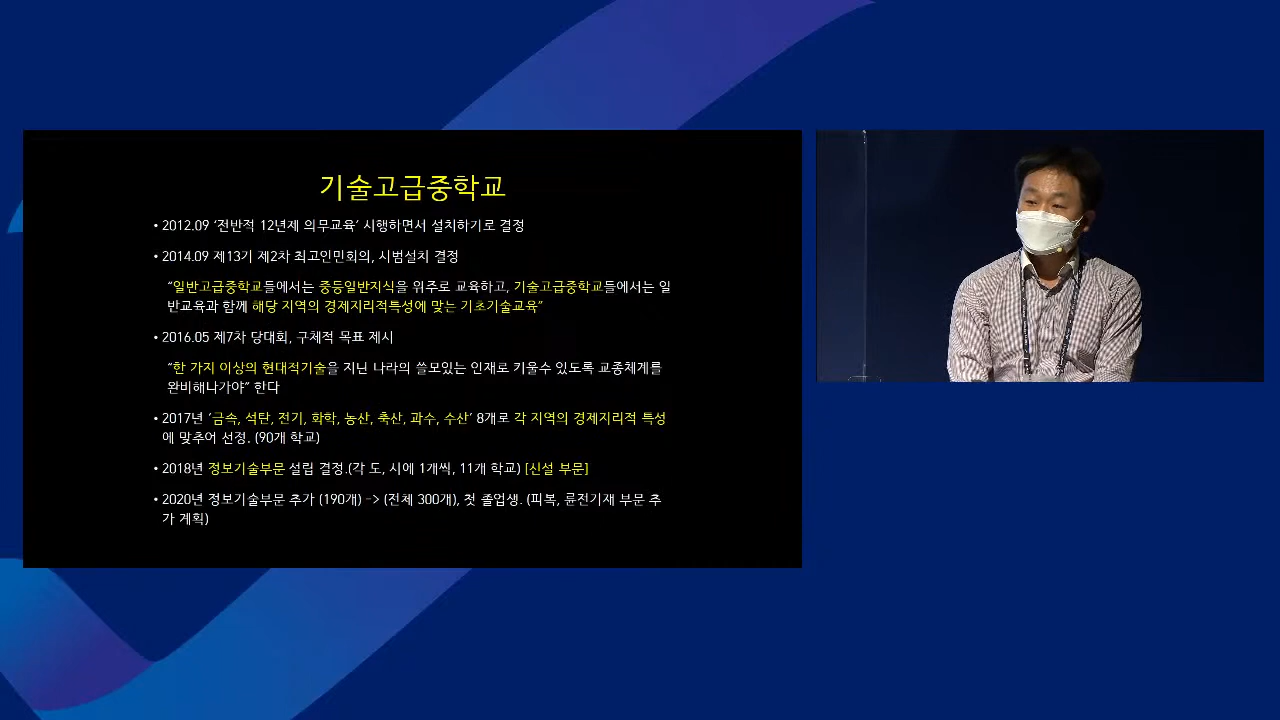 기술고급중학교
• 2012.09 ‘전반적 12년제 의무교육’ 시행하면서 설치하기로 결정
• 2014.09 제13기 제2차 최고인민회의, 시범설치 결정
“일반고급중학교들에서는 중등일반지식을 위주로 교육하고, 기술고급중학교들에서는 일
반교육과 함께 해당 지역의 경제지리적특성에 맞는 기초기술교육”
• 2016.05 제7차 당대회, 구체적 목표 제시
“한 가지 이상의 현대적기술을 지닌 나라의 쓸모있는 인재로 키울수 있도록 교종체계를
완비해나가야” 한다
• 2017년 ‘금속, 석탄, 전기, 화학, 농산, 축산, 과수, 수산’ 8개로 각 지역의 경제지리적 특성
에 맞추어 선정. (90개 학교)
• 2018년 정보기술부문 설립 결정.(각 도, 시에 1개씩, 11개 학교) [신설 부문]
• 2020년 정보기술부문 추가 (190개) -> (전체 300개), 첫 졸업생. (피복, 륜전기재 부문 추
가 계획)